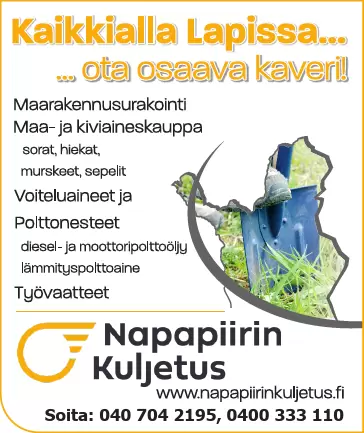 Kaikkialla Lapissa...
... ota osaava kaveri!
Maarakennusurakointi
Maa- ja kiviaineskauppa
sorat, hiekat,
murskeet, sepelit
Voiteluaineet ja
Polttonesteet
diesel- ja moottoripolttoöljy
lämmityspolttoaine
Työvaatteet
Napapiirin
Kuljetus
www.napapiirinkuljetus.fi
Soita: 040 704 2195, 0400 333 110